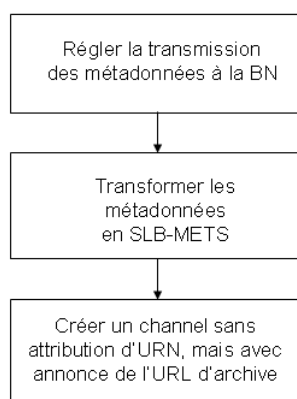 Régler la transmission
des métadonnées à la BN
Transformer les
métadonnées
en SLB-METS
Créer un channel sans
attribution d'URN, mais avec
annonce de l'URL d'archive